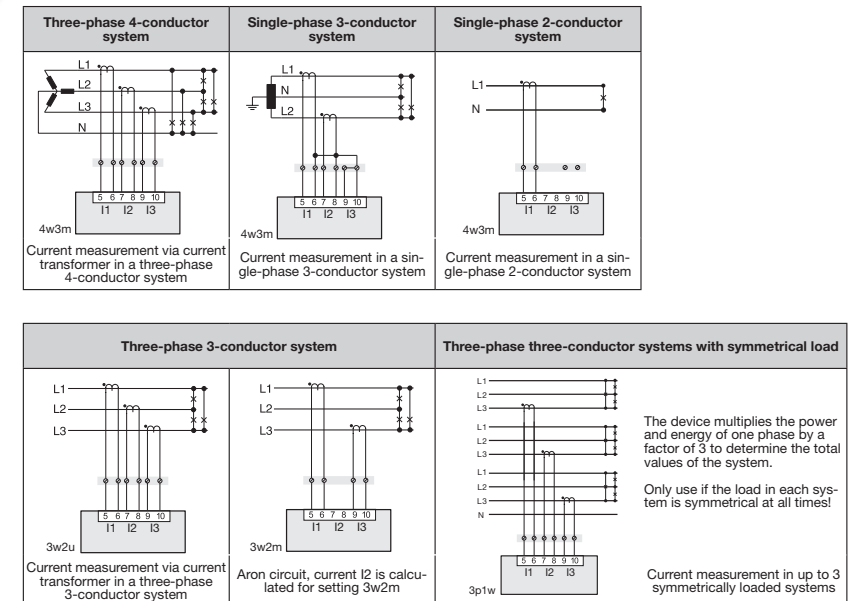 Three-phase 4-conductor
system
Single-phase 3-conductor
system
Single-phase 2-conductor
system
L1
L2
L3
N
5 6 7 8 9 10
I1 I2 I3
4w3m
L1
N
L2
5 6 7 8 9 10
I1 I2 I3
4w3m
L1
N
5 6 7 8 9 10
I1 I2 I3
4w3m
Current measurement via current
transformer in a three-phase
4-conductor system
Current measurement in a sin-
gle-phase 3-conductor system
Current measurement in a sin-
gle-phase 2-conductor system
Three-phase 3-conductor system
Three-phase three-conductor systems with symmetrical load
L1
L2
L3
5 6 7 8 9 10
I1 I2 I3
3w2u
L1
L2
L3
5 6 7 8 9 10
I1 I2 I3
3w2m
L1
L2
L3
L1
L2
L3
L1
L2
L3
N
5 6 7 8 9 10
I1 I2 I3
3p1w
The device multiplies the power
and energy of one phase by a
factor of 3 to determine the total
values of the system.
Only use if the load in each sys-
tem is symmetrical at all times!
Current measurement via current
transformer in a three-phase
3-conductor system
Aron circuit, current I2 is calcu-
lated for setting 3w2m
Current measurement in up to 3
symmetrically loaded systems